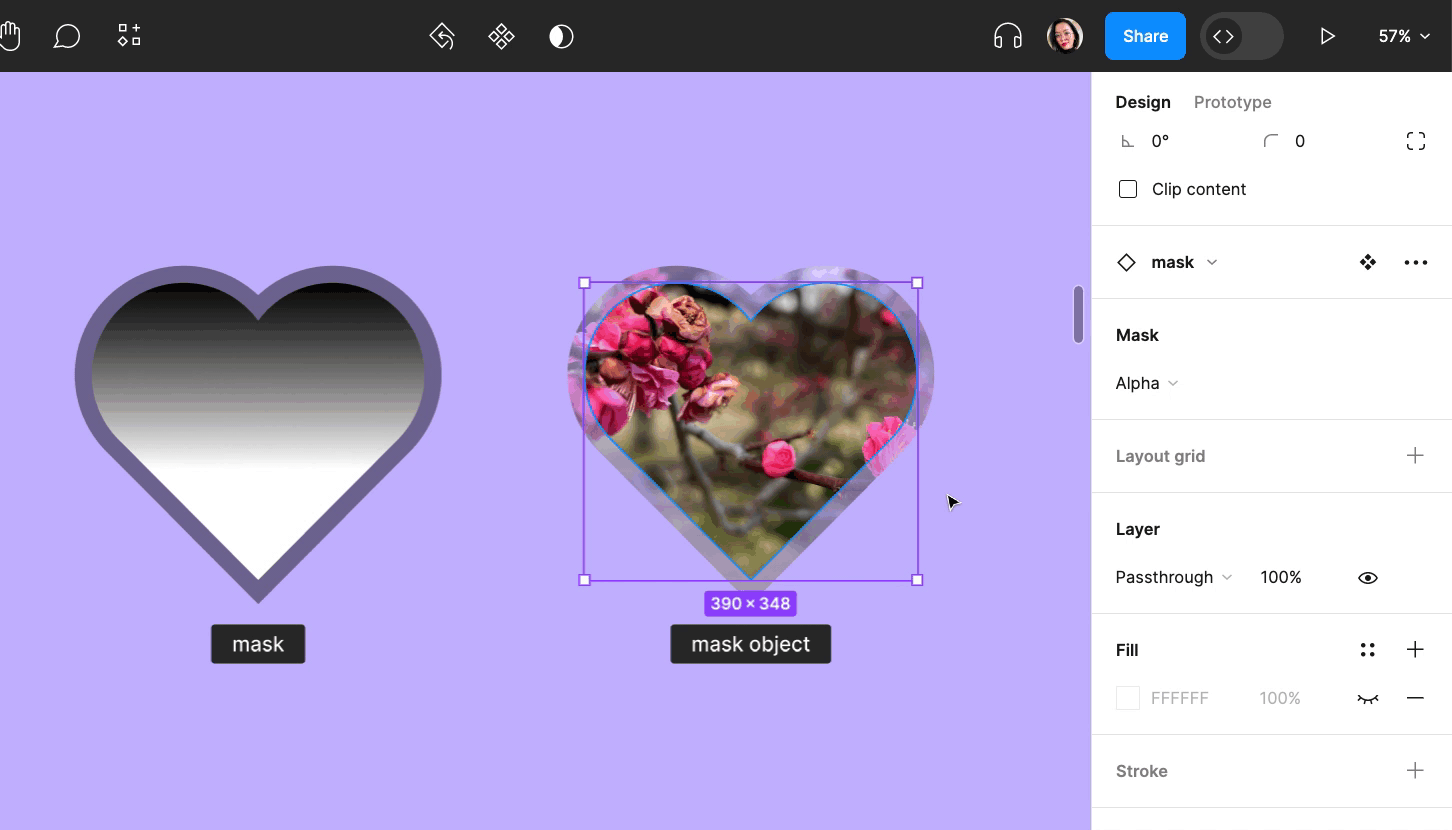 Share
57%
Design Prototype
0° 0
Clip content
mask
Mask
Alpha
Layout grid
Layer
Passthrough 100%
Fill
FFFFFF 100%
Stroke
390 × 348
mask
mask object